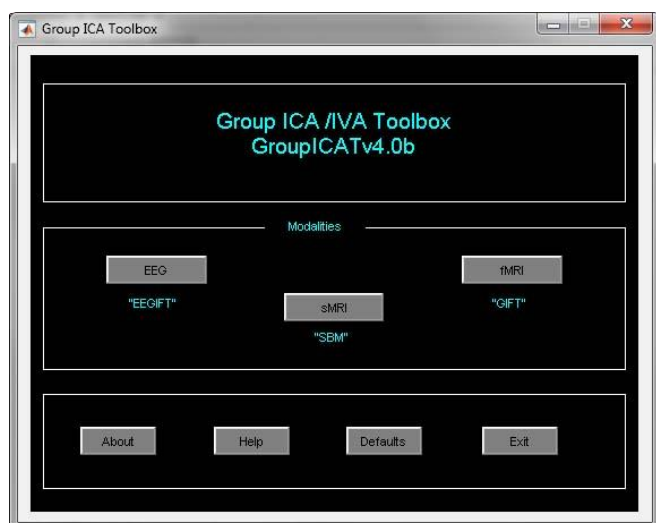 Group ICA Toolbox
Group ICA /IVA Toolbox
GroupICATv4.0b
Modalities
EEG
"EEGIFT"
sMRI
"SBM"
fMRI
"GIFT"
About
Help
Defaults
Exit